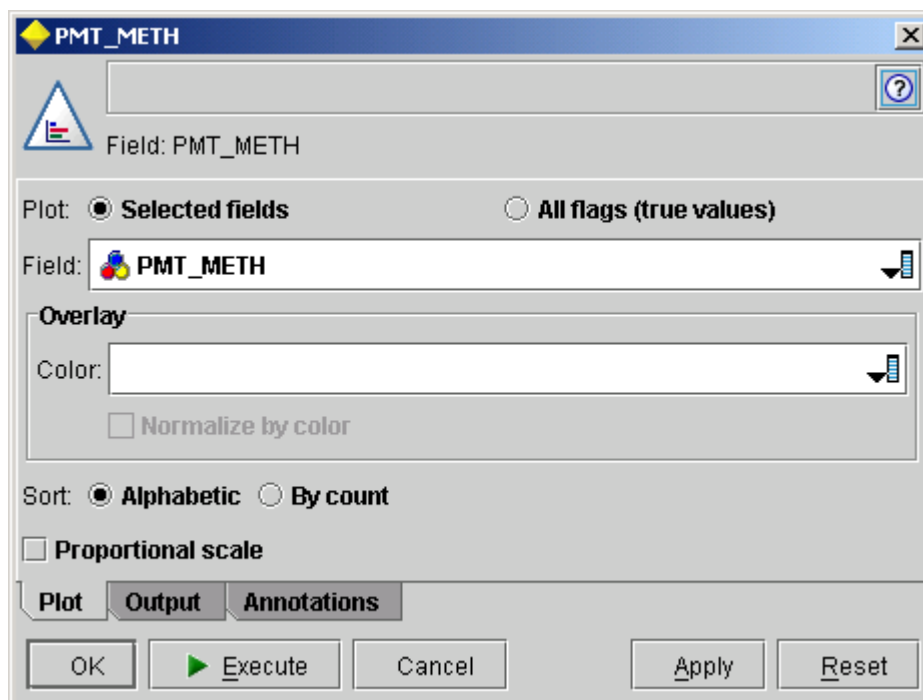 PMT_METH
?
Field: PMT_METH
Plot: Selected fields All flags (true values)
Field: PMT_METH
Overlay
Color:
Normalize by color
Sort: Alphabetic By count
Proportional scale
Plot Output Annotations
OK Execute Cancel Apply Reset